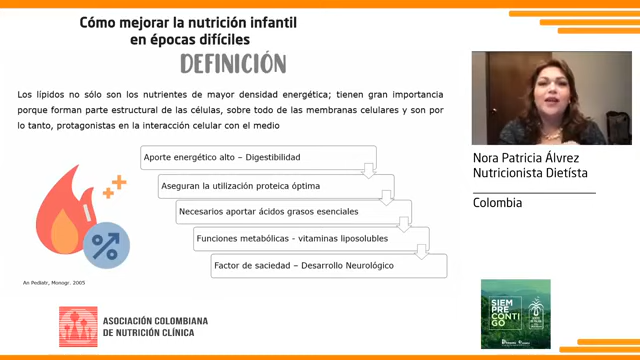 Cómo mejorar la nutrición infantil
en épocas difíciles
DEFINICIÓN
Los lípidos no sólo son los nutrientes de mayor densidad energética; tienen gran importancia
porque forman parte estructural de las células, sobre todo de las membranas celulares y son por
lo tanto, protagonistas en la interacción celular con el medio
Aporte energético alto – Digestibilidad
Aseguran la utilización proteica óptima
Necesarios aportar ácidos grasos esenciales
Funciones metabólicas - vitaminas liposolubles
Factor de saciedad – Desarrollo Neurológico
%
An Pediatr, Monogr. 2005
Nora Patricia Álvrez
Nutricionista Dietísta
Colombia
ASOCIACIÓN COLOMBIANA
DE NUTRICIÓN CLÍNICA
SIEM
PRE
CONTI
GO